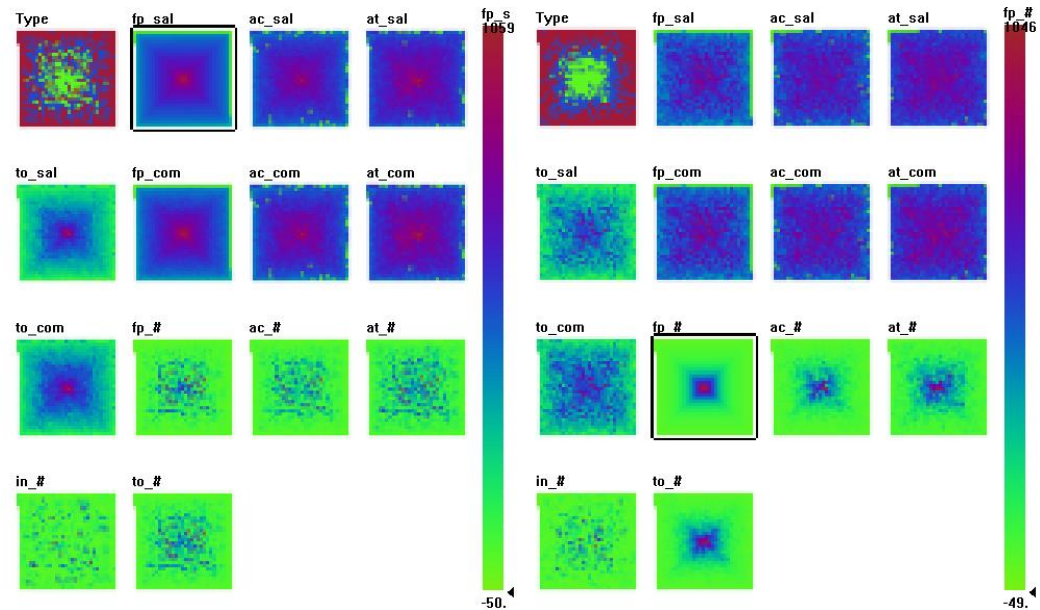 Type fp_sal ac_sal at_sal fp_s
1059
to_sal fp_com ac_com at_com
to_com fp_# ac_# at_#
in_# to_#
-50.
Type fp_sal ac_sal at_sal fp_#
1046
to_sal fp_com ac_com at_com
to_com fp_# ac_# at_#
in_# to_#
-49.